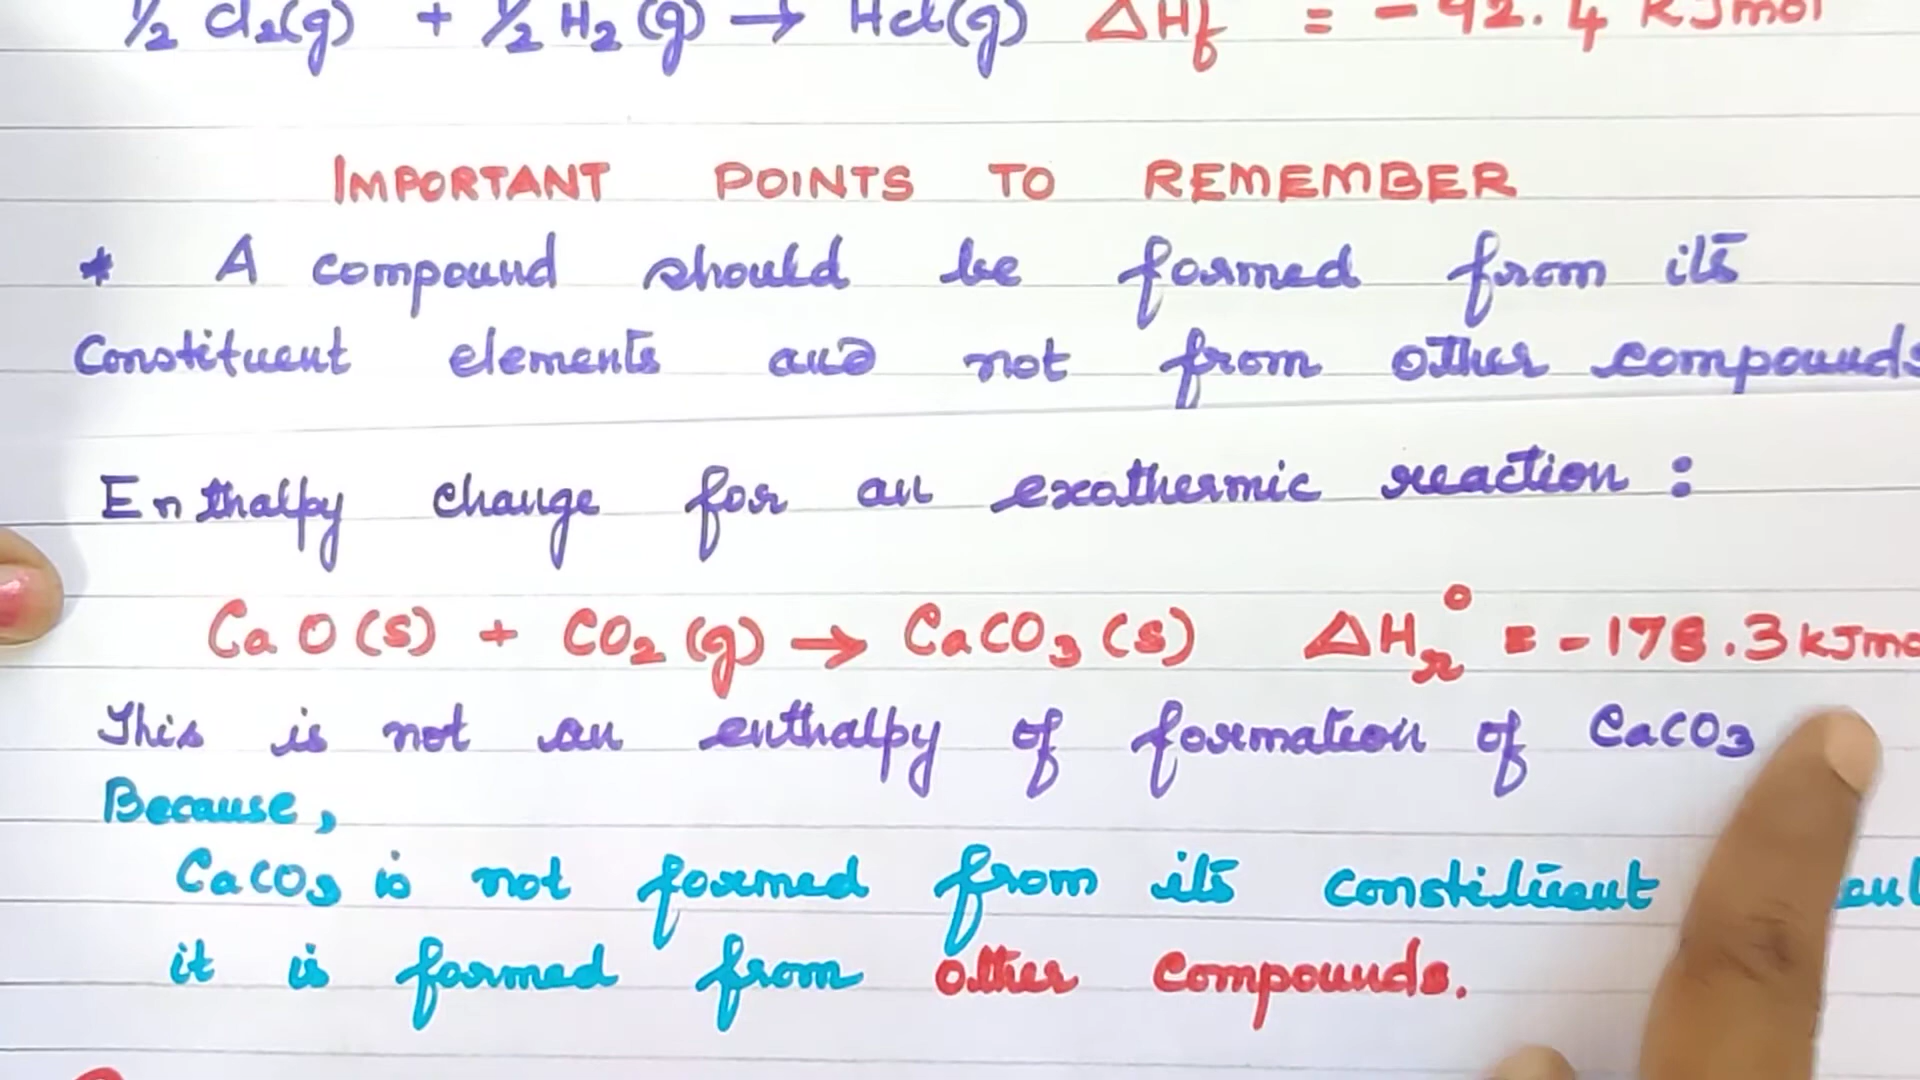 ½ Cl₂(g) + ½ H₂(g) → HCl(g) ΔHf = -92.4 kJmol
IMPORTANT POINTS TO REMEMBER
* A compound should be formed from its
Constituent elements and not from other compounds
Enthalpy change for an exothermic reaction :
CaO(s) + CO₂(g) → CaCO₃(s) ΔHr° = -178.3 kJmo
This is not an enthalpy of formation of CaCO₃
Because,
CaCO₃ is not formed from its constituent
it is formed from other compounds.